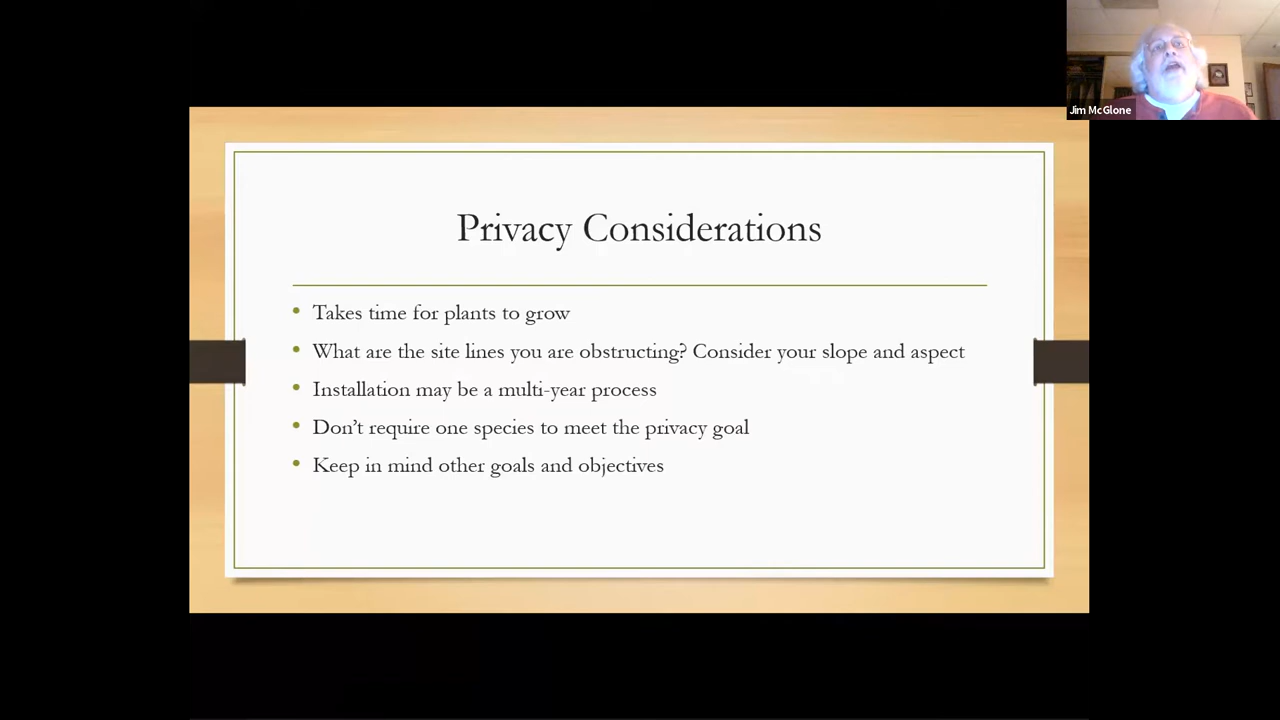 Jim McGlone
Privacy Considerations
• Takes time for plants to grow
• What are the site lines you are obstructing? Consider your slope and aspect
• Installation may be a multi-year process
• Don’t require one species to meet the privacy goal
• Keep in mind other goals and objectives